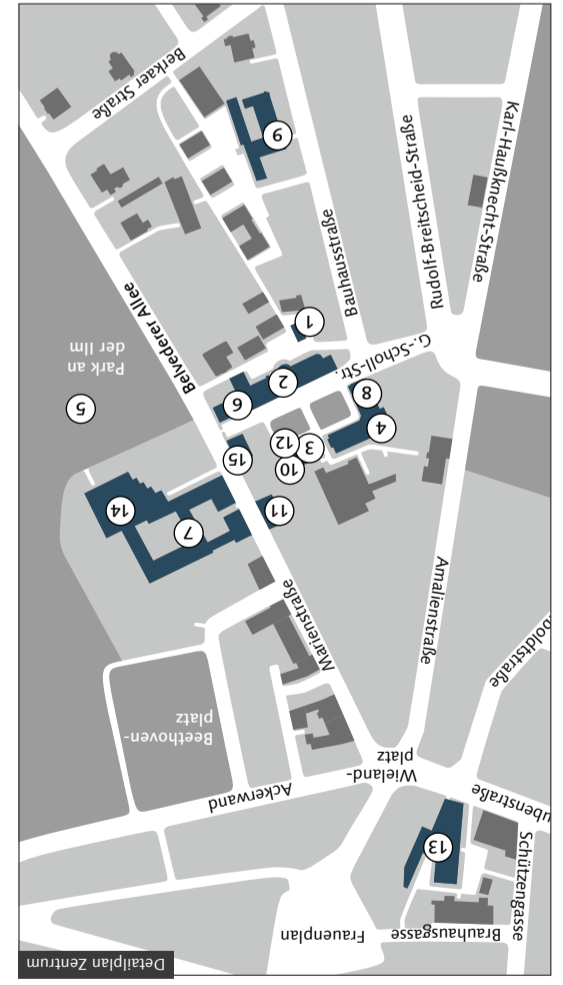 Detailplan Zentrum
Brauhausgasse
Frauenplan
Schützengasse
13
ubenstraße
Ackerwand
Wieland-
platz
Beethoven-
platz
boldtstraße
Marienstraße
Amalienstraße
7
14
11
10
15
3
12
4
8
5
Park an
der Ilm
9
2
G.-Scholl-Str.
1
Belvederer Allee
Bauhausstraße
Rudolf-Breitscheid-Straße
Karl-Haußknecht-Straße
6
Berkaer Straße